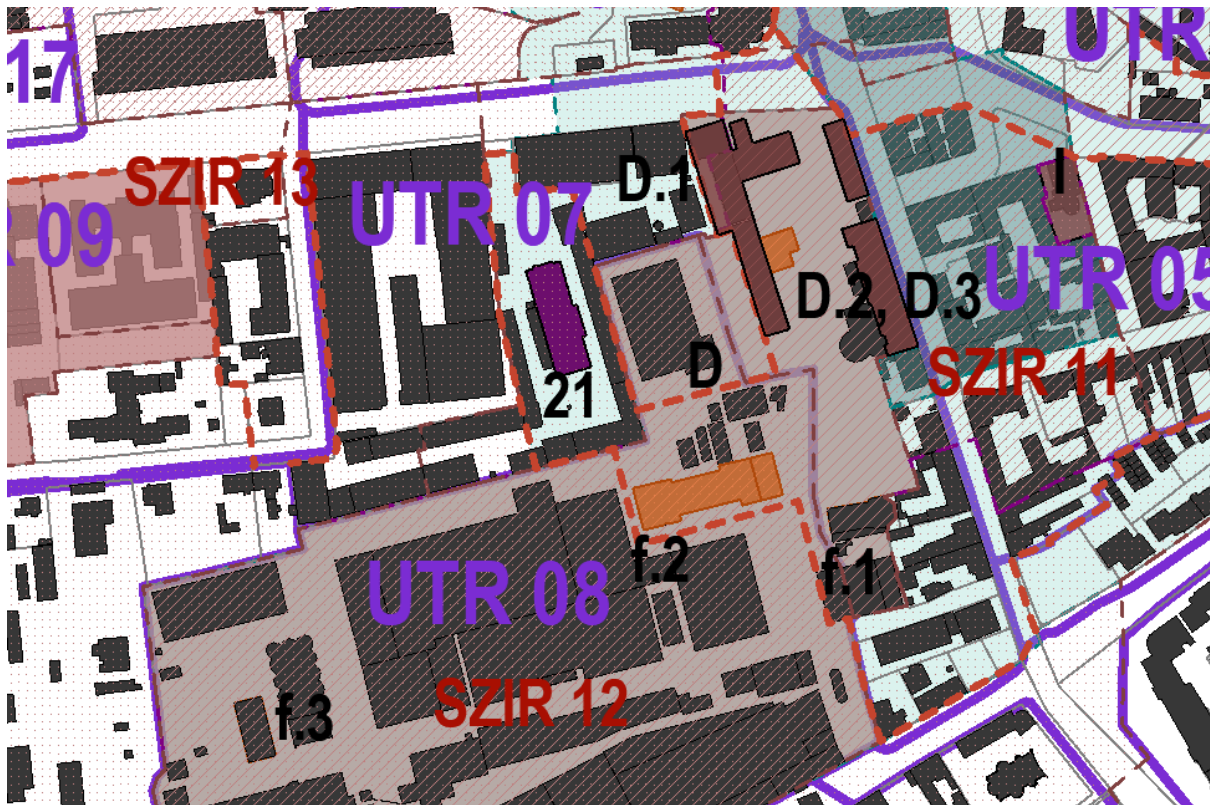 17
UTR
SZIR 13
UTR 07
D.1
I
R 09
D.2, D.3
UTR 05
D
21
SZIR 11
f.2
f.1
UTR 08
f.3
SZIR 12